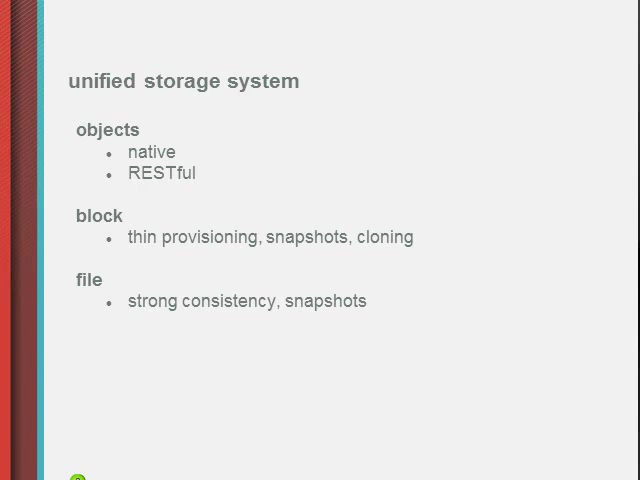 unified storage system
objects
• native
• RESTful
block
• thin provisioning, snapshots, cloning
file
• strong consistency, snapshots